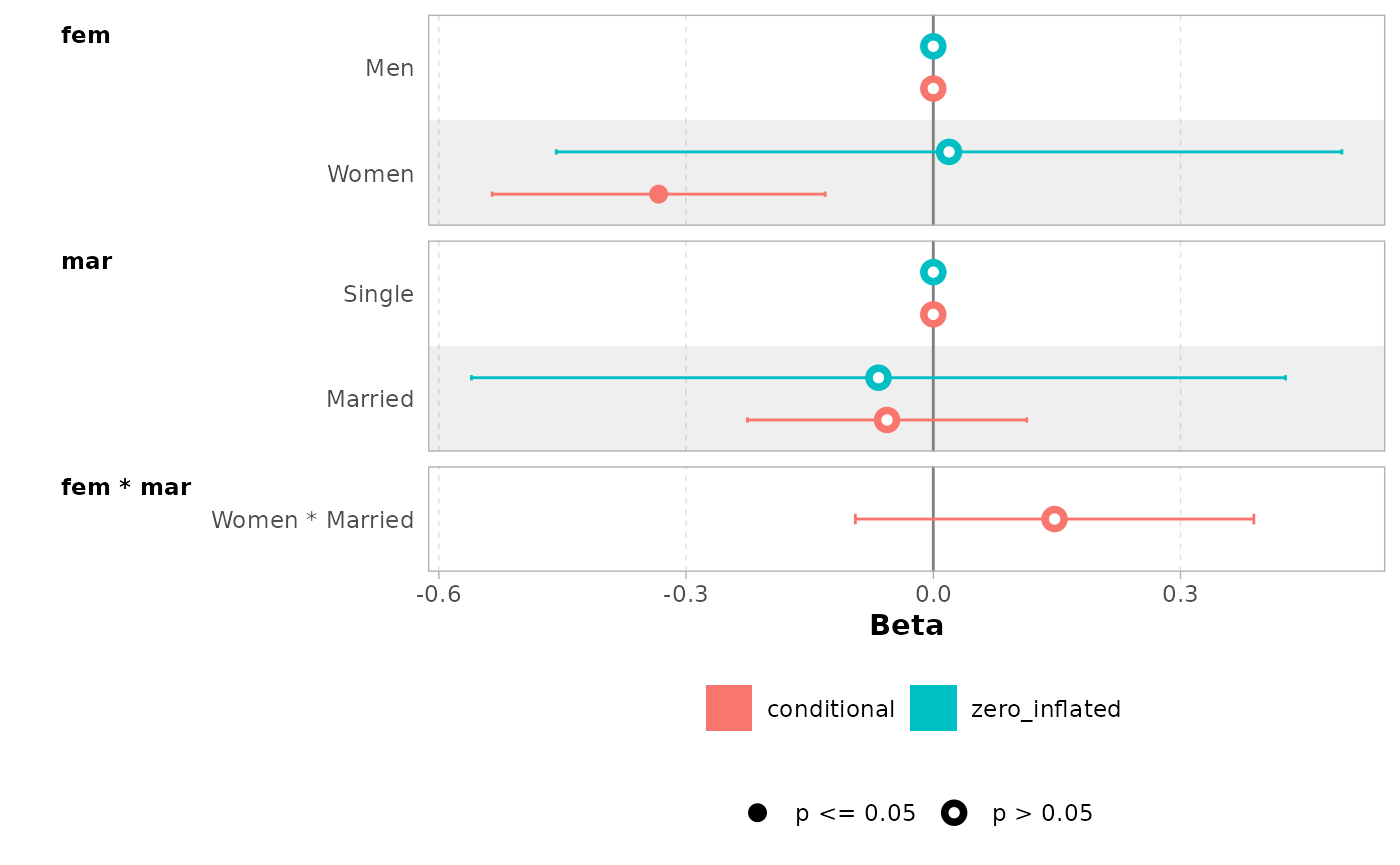 fem
Men
Women
mar
Single
Married
fem * mar
Women * Married
-0.6 -0.3 0.0 0.3
Beta
conditional zero_inflated
p <= 0.05 p > 0.05